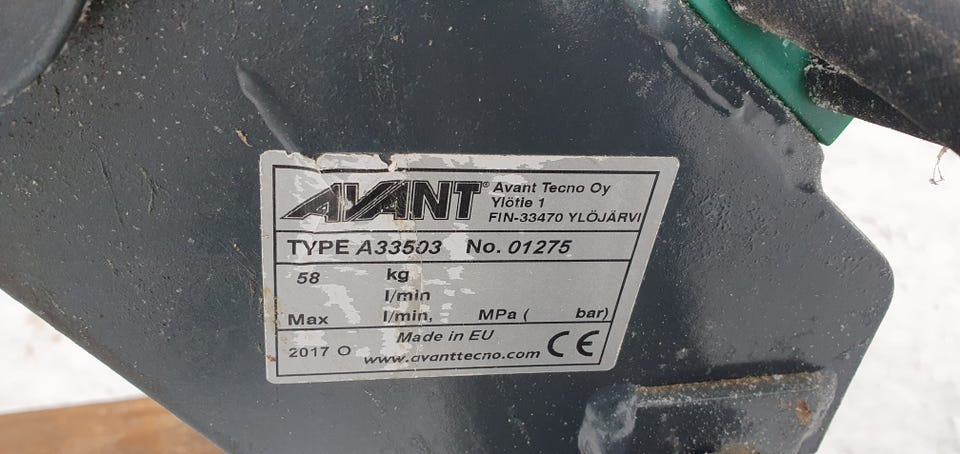 AVANT® Avant Tecno Oy
Ylötie 1
FIN-33470 YLÖJÄRVI
TYPE A33503 No. 01275
58 kg
l/min
Max l/min, MPa ( bar)
Made in EU
2017 O www.avanttecno.com CE